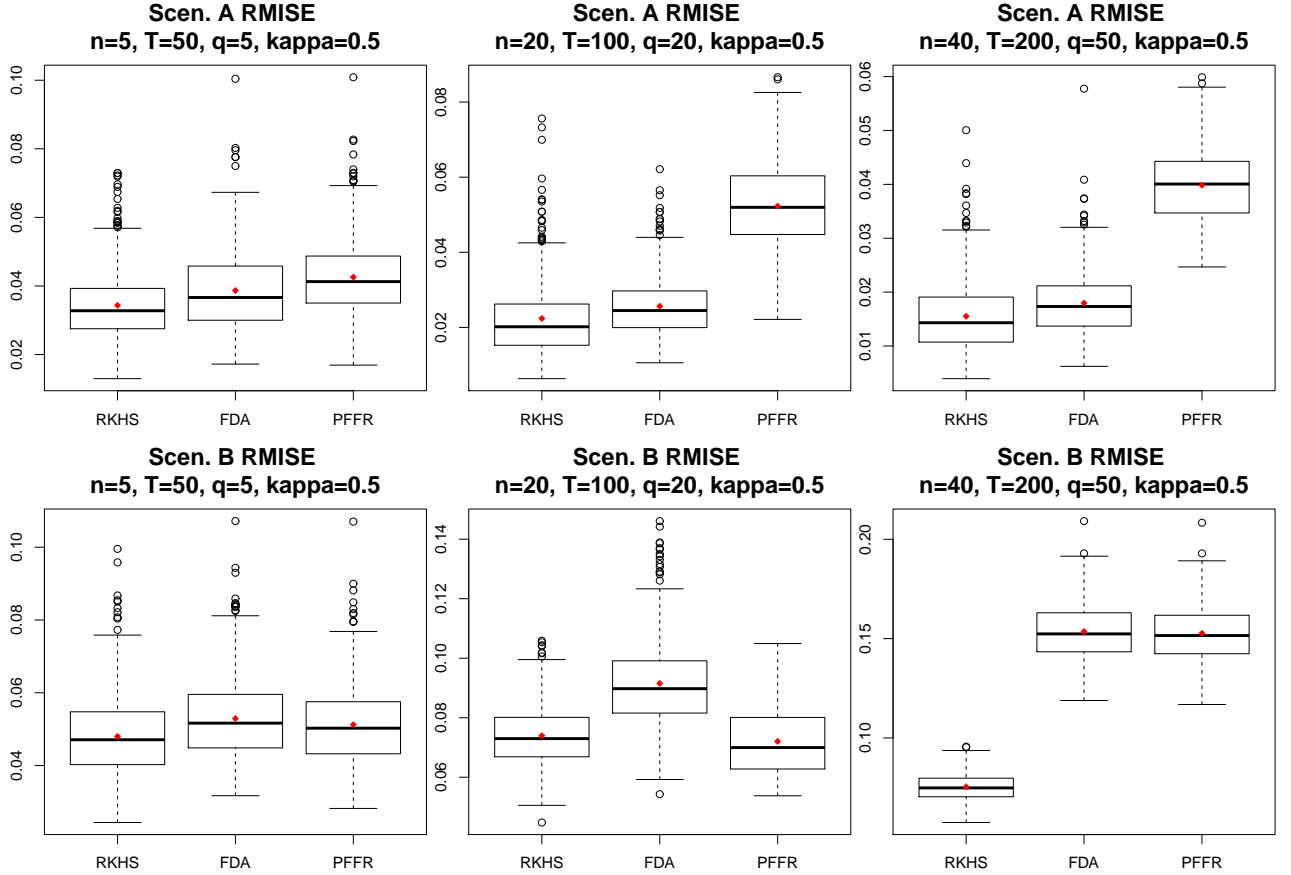 Scen. A RMISE
n=5, T=50, q=5, kappa=0.5
0.10
0.08
0.06
0.04
0.02
RKHS FDA PFFR
Scen. A RMISE
n=20, T=100, q=20, kappa=0.5
0.08
0.06
0.04
0.02
RKHS FDA PFFR
Scen. A RMISE
n=40, T=200, q=50, kappa=0.5
0.06
0.05
0.04
0.03
0.02
0.01
RKHS FDA PFFR
Scen. B RMISE
n=5, T=50, q=5, kappa=0.5
0.10
0.08
0.06
0.04
RKHS FDA PFFR
Scen. B RMISE
n=20, T=100, q=20, kappa=0.5
0.14
0.12
0.10
0.08
0.06
RKHS FDA PFFR
Scen. B RMISE
n=40, T=200, q=50, kappa=0.5
0.20
0.15
0.10
RKHS FDA PFFR